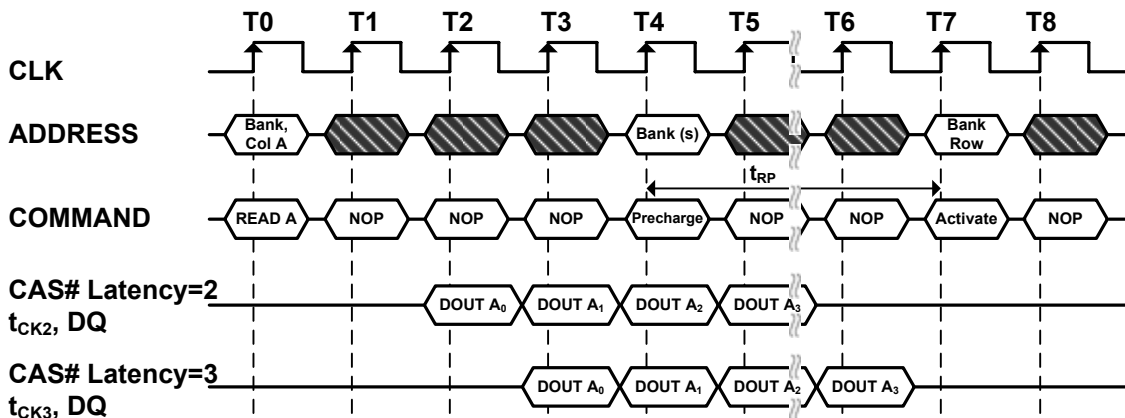 T0 T1 T2 T3 T4 T5 T6 T7 T8
CLK
ADDRESS
Bank,
Col A
Bank (s)
Bank
Row
tRP
COMMAND
READ A NOP NOP NOP Precharge NOP NOP Activate NOP
CAS# Latency=2
tCK2, DQ
DOUT A0 DOUT A1 DOUT A2 DOUT A3
CAS# Latency=3
tCK3, DQ
DOUT A0 DOUT A1 DOUT A2 DOUT A3